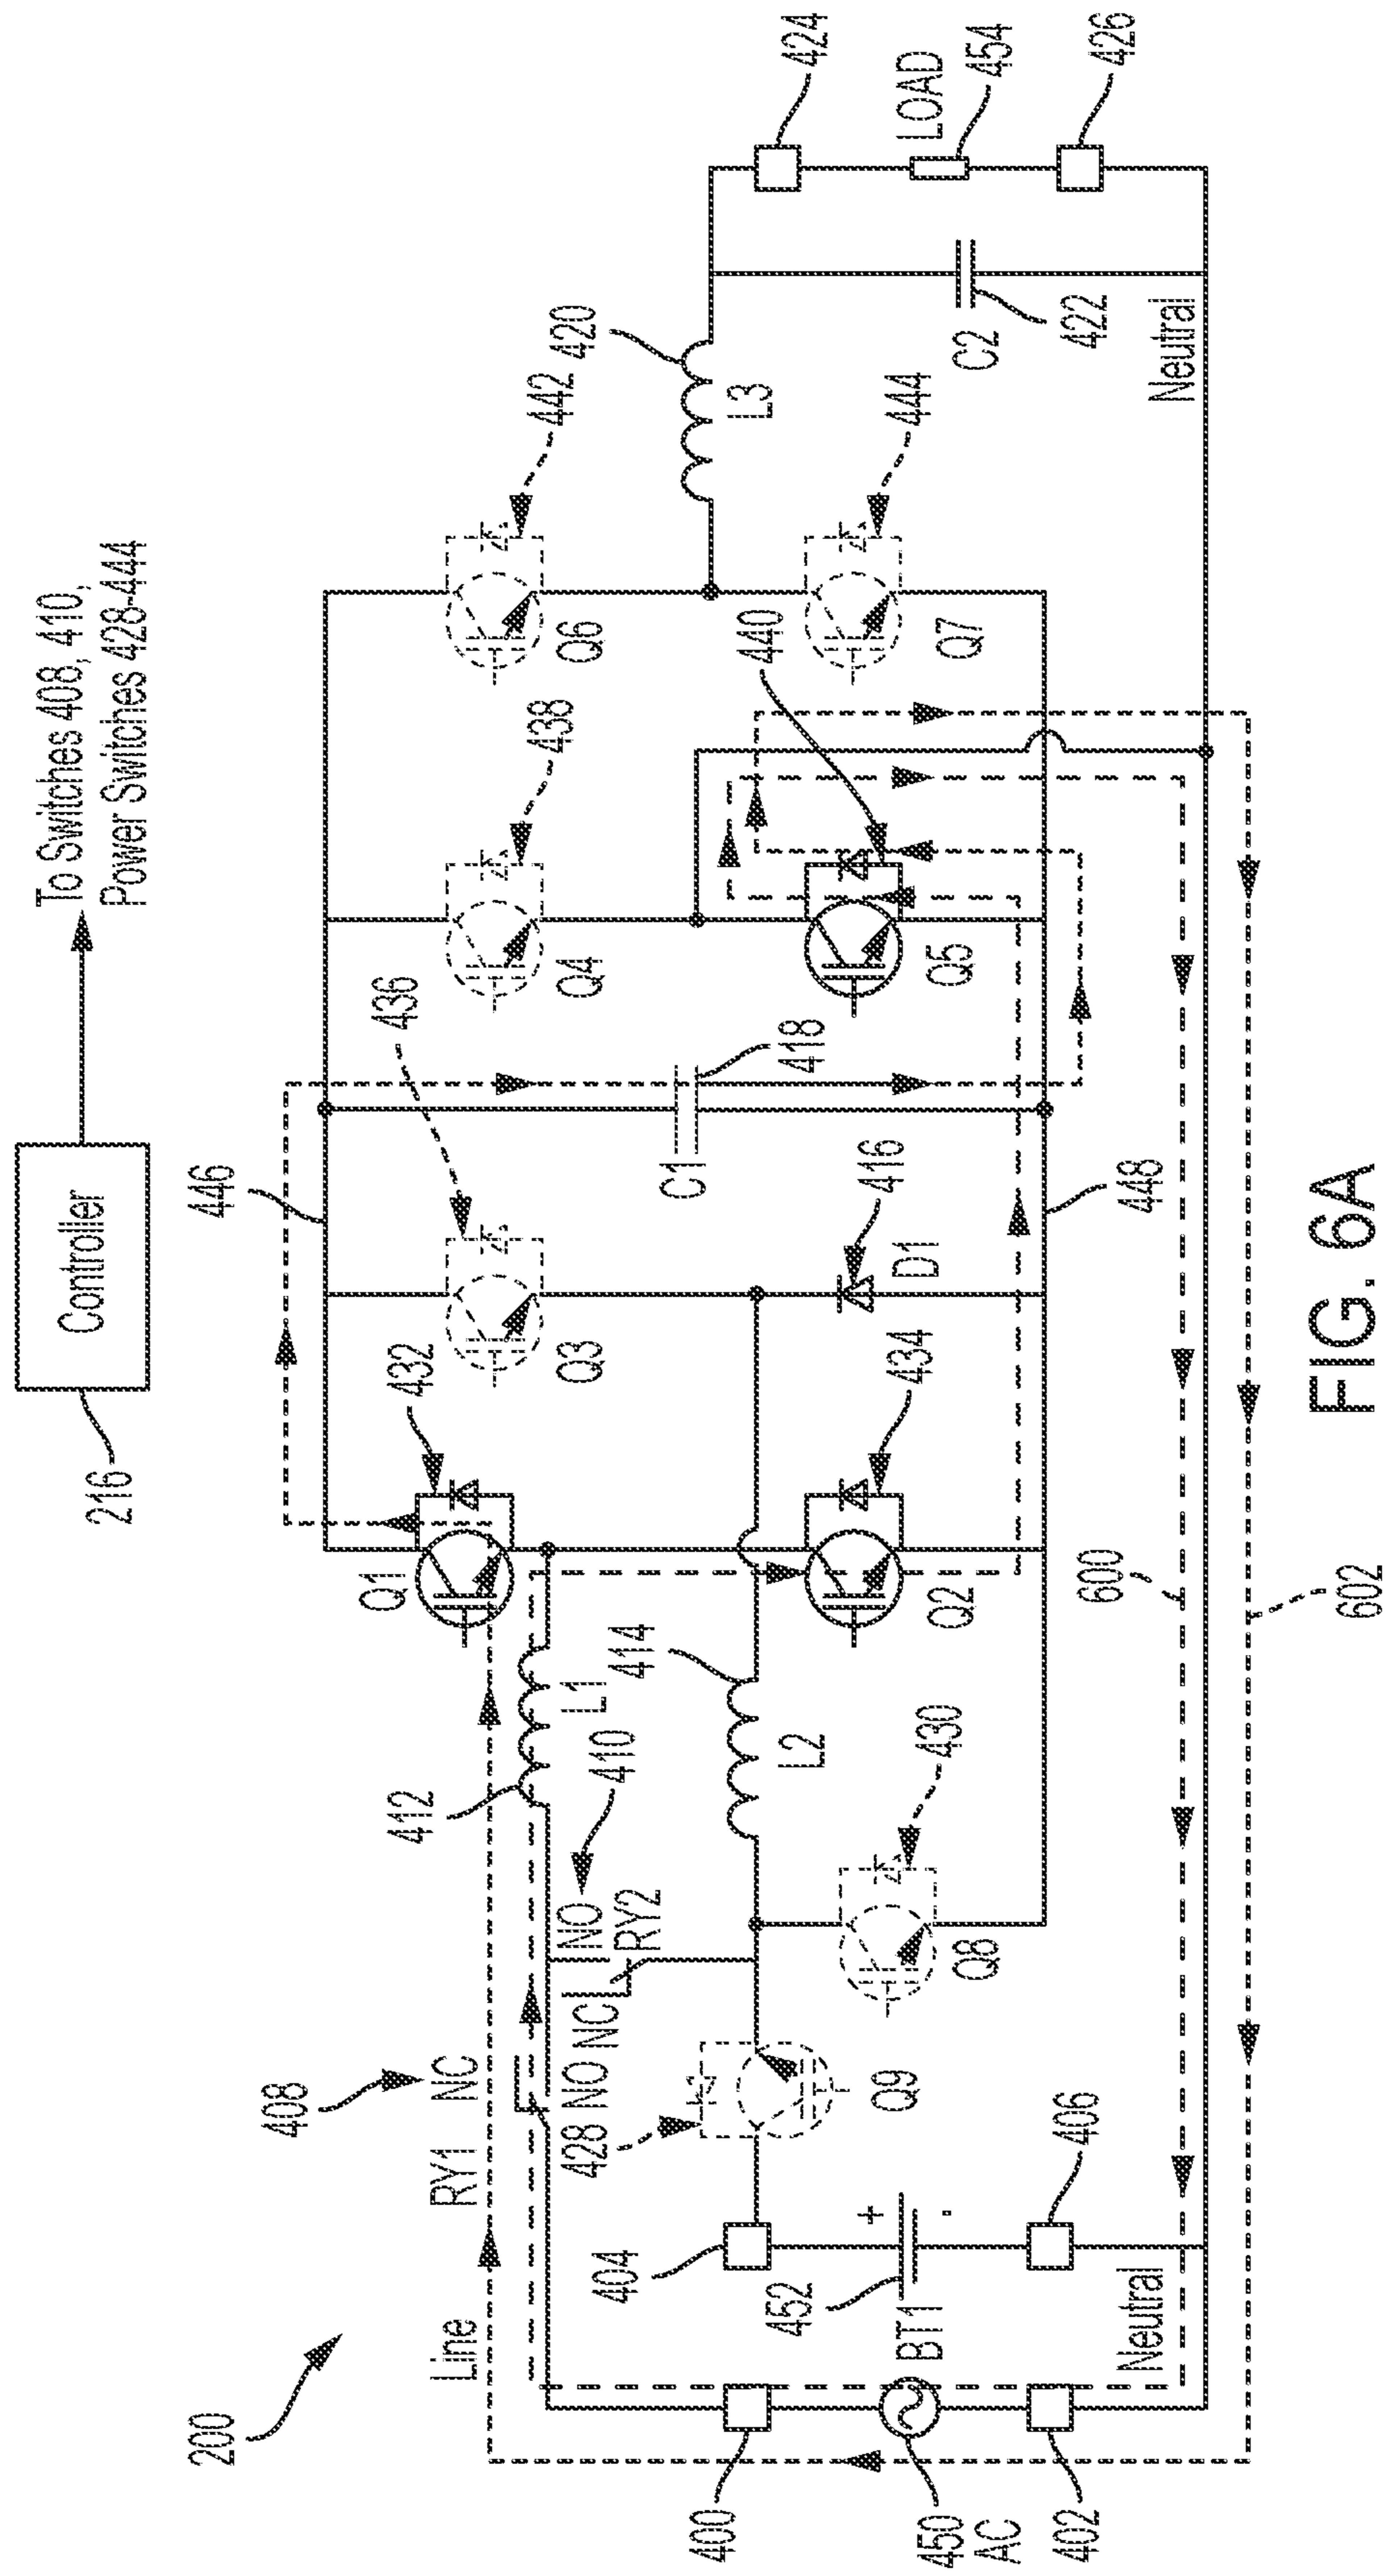 Controller
216
To Switches 408, 410,
Power Switches 428-444
200
408
RY1 NC
Line
NO
412
L1
410
NO
RY2
NC
414
L2
428
Q9
430
Q8
404
452
+
-
BT1
406
400
450
AC
402
Neutral
432
Q1
434
Q2
446
436
Q3
416
D1
448
C1
418
438
Q4
440
Q5
442
Q6
444
Q7
420
L3
C2
422
Neutral
424
LOAD
454
426
600
602
FIG. 6A